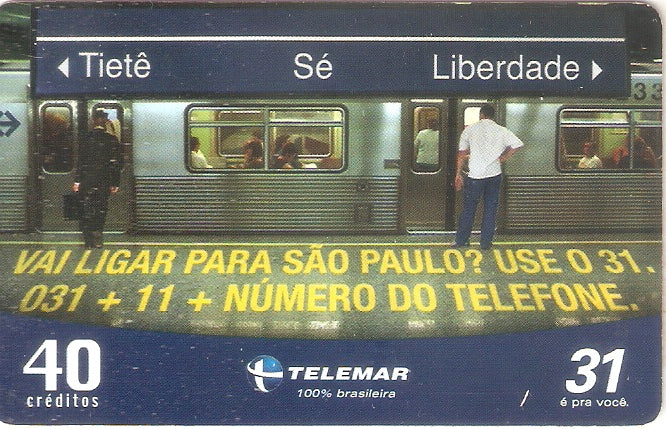 Tietê Sé Liberdade
33
VAI LIGAR PARA SÃO PAULO? USE O 31.
031 + 11 + NÚMERO DO TELEFONE.
40
créditos
TELEMAR
100% brasileira
31
é pra você.